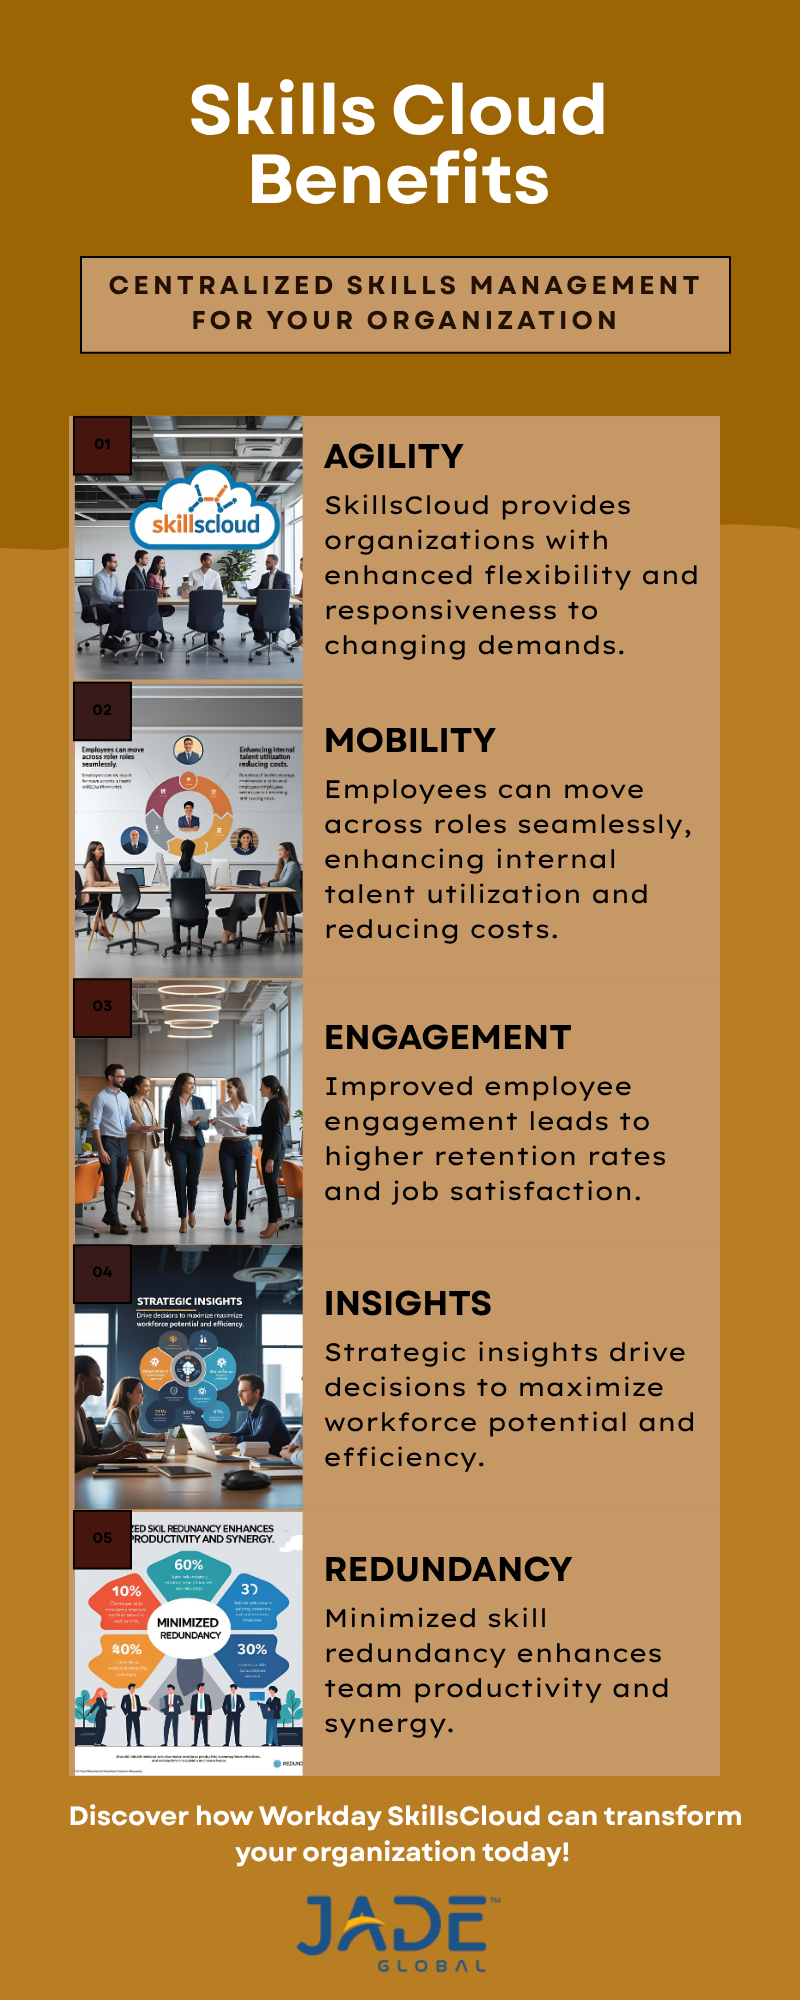 Skills Cloud
Benefits
CENTRALIZED SKILLS MANAGEMENT
FOR YOUR ORGANIZATION
01
skillscloud
AGILITY
SkillsCloud provides
organizations with
enhanced flexibility and
responsiveness to
changing demands.
02
Employees can move
across roler roles
seamlessly.
Enhancing Internal
talent utilization
reducing costs.
MOBILITY
Employees can move
across roles seamlessly,
enhancing internal
talent utilization and
reducing costs.
03
ENGAGEMENT
Improved employee
engagement leads to
higher retention rates
and job satisfaction.
04
STRATEGIC INSIGHTS
Drive decisions to maximize maximize
workforce potential and efficiency.
INSIGHTS
Strategic insights drive
decisions to maximize
workforce potential and
efficiency.
05
ZED SKIL REDUNANCY ENHANCES
PRODUCTIVITY AND SYNERGY.
60%
10%
40%
30%
MINIMIZED
REDUNDANCY
REDUNDANCY
Minimized skill
redundancy enhances
team productivity and
synergy.
Discover how Workday SkillsCloud can transform
your organization today!
JADE™
GLOBAL